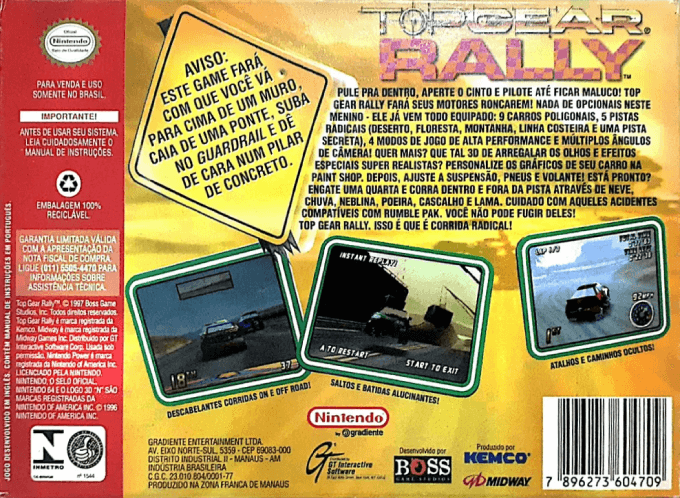 Oficial
Nintendo
Selo de Qualidade
PARA VENDA E USO
SOMENTE NO BRASIL.
IMPORTANTE!
ANTES DE USAR SEU SISTEMA,
LEIA CUIDADOSAMENTE O
MANUAL DE INSTRUÇÕES.
EMBALAGEM 100%
RECICLÁVEL.
GARANTIA LIMITADA VÁLIDA
COM A APRESENTAÇÃO DA
NOTA FISCAL DE COMPRA.
LIGUE (011) 5505-4470 PARA
INFORMAÇÕES SOBRE
ASSISTÊNCIA TÉCNICA.
Top Gear Rally™, © 1997 Boss Game
Studios, Inc. Todos direitos reservados.
Top Gear Rally é marca registrada da
Kemco. Midway é marca registrada da
Midway Games Inc. Distribuído por GT
Interactive Software Corp. Usada sob
permissão. Nintendo Power é marca
registrada da Nintendo of America Inc.
LICENCIADO PELA NINTENDO.
NINTENDO, O SELO OFICIAL,
NINTENDO 64 E O LOGO 3D "N" SÃO
MARCAS REGISTRADAS DA
NINTENDO OF AMERICA INC. © 1996
NINTENDO OF AMERICA INC.
JOGO DESENVOLVIDO EM INGLÊS. CONTÉM MANUAL DE INSTRUÇÕES EM PORTUGUÊS
INMETRO
nº 1544
AVISO:
ESTE GAME FARÁ
COM QUE VOCÊ VÁ
PARA CIMA DE UM MURO,
CAIA DE UMA PONTE, SUBA
NO GUARDRAIL E DÊ
DE CARA NUM PILAR
DE CONCRETO.
TOP GEAR®
RALLY™
PULE PRA DENTRO, APERTE O CINTO E PILOTE ATÉ FICAR MALUCO! TOP
GEAR RALLY FARÁ SEUS MOTORES RONCAREM! NADA DE OPCIONAIS NESTE
MENINO - ELE JÁ VEM TODO EQUIPADO: 9 CARROS POLIGONAIS, 5 PISTAS
RADICAIS (DESERTO, FLORESTA, MONTANHA, LINHA COSTEIRA E UMA PISTA
SECRETA), 4 MODOS DE JOGO DE ALTA PERFORMANCE E MÚLTIPLOS ÂNGULOS
DE CÂMERA! QUER MAIS? QUE TAL 3D DE ARREGALAR OS OLHOS E EFEITOS
ESPECIAIS SUPER REALISTAS? PERSONALIZE OS GRÁFICOS DE SEU CARRO NA
PAINT SHOP. DEPOIS, AJUSTE A SUSPENSÃO, PNEUS E VOLANTE! ESTÁ PRONTO?
ENGATE UMA QUARTA E CORRA DENTRO E FORA DA PISTA ATRAVÉS DE NEVE,
CHUVA, NEBLINA, POEIRA, CASCALHO E LAMA. CUIDADO COM AQUELES ACIDENTES
COMPATÍVEIS COM RUMBLE PAK. VOCÊ NÃO PODE FUGIR DELES!
TOP GEAR RALLY. ISSO É QUE É CORRIDA RADICAL!
18TH
37
DESCABELANTES CORRIDAS ON E OFF ROAD!
INSTANT REPLAY!
A TO RESTART
START TO EXIT
SALTOS E BATIDAS ALUCINANTES!
LAP 1/3
92MPH
ATALHOS E CAMINHOS OCULTOS!
Nintendo
by gradiente
GRADIENTE ENTERTAINMENT LTDA.
AV. EIXO NORTE-SUL, 5359 - CEP 69083-000
DISTRITO INDUSTRIAL II - MANAUS - AM
INDÚSTRIA BRASILEIRA
C.G.C. 23.010.804/0001-77
PRODUZIDO NA ZONA FRANCA DE MANAUS
GT Interactive
Software
Desenvolvido por
BOSS
GAME STUDIOS
Produzido por
KEMCO
MIDWAY
7 896273 604709